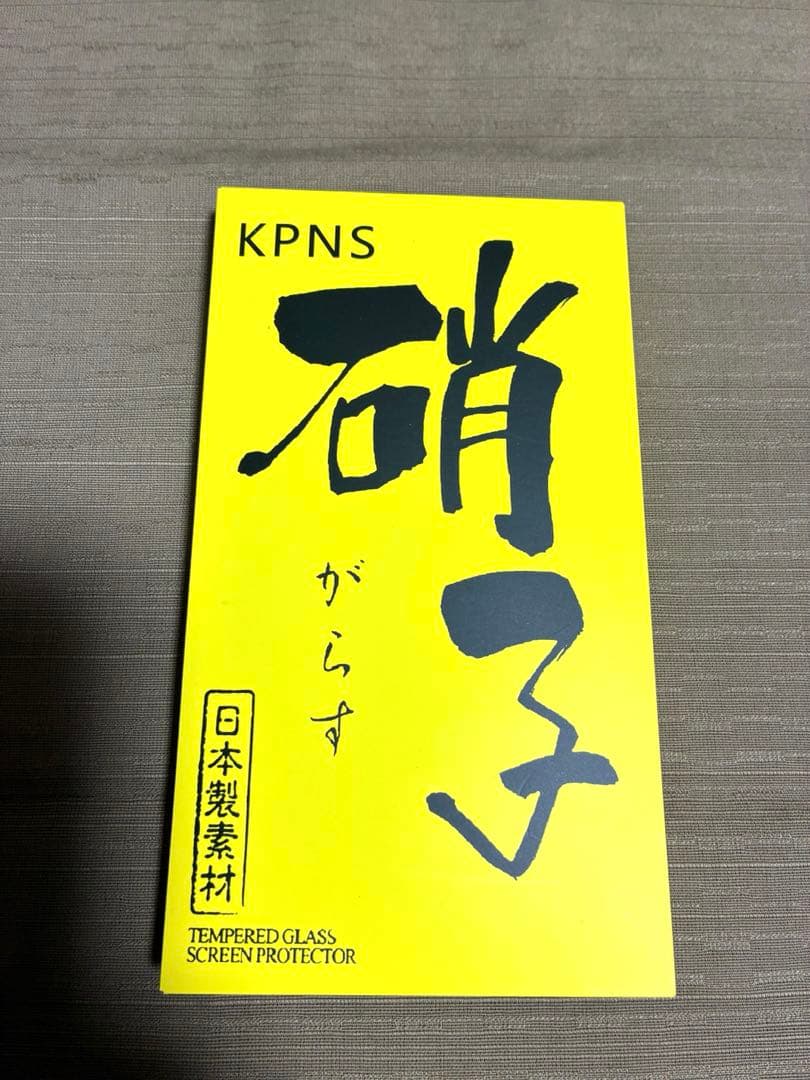 KPNS
硝子
がらす
日本製素材
TEMPERED GLASS
SCREEN PROTECTOR